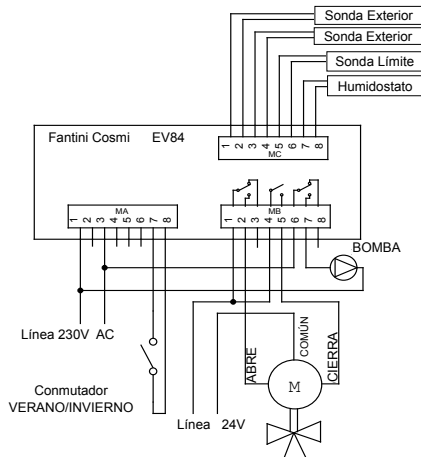 Sonda Exterior
Sonda Exterior
Sonda Límite
Humidostato
Fantini Cosmi EV84
1 2 3 4 5 6 7 8
MC
MA
1 2 3 4 5 6 7 8
MB
1 2 3 4 5 6 7 8
BOMBA
Línea 230V AC
Conmutador
VERANO/INVIERNO
Línea 24V
ABRE
COMÚN
CIERRA
M